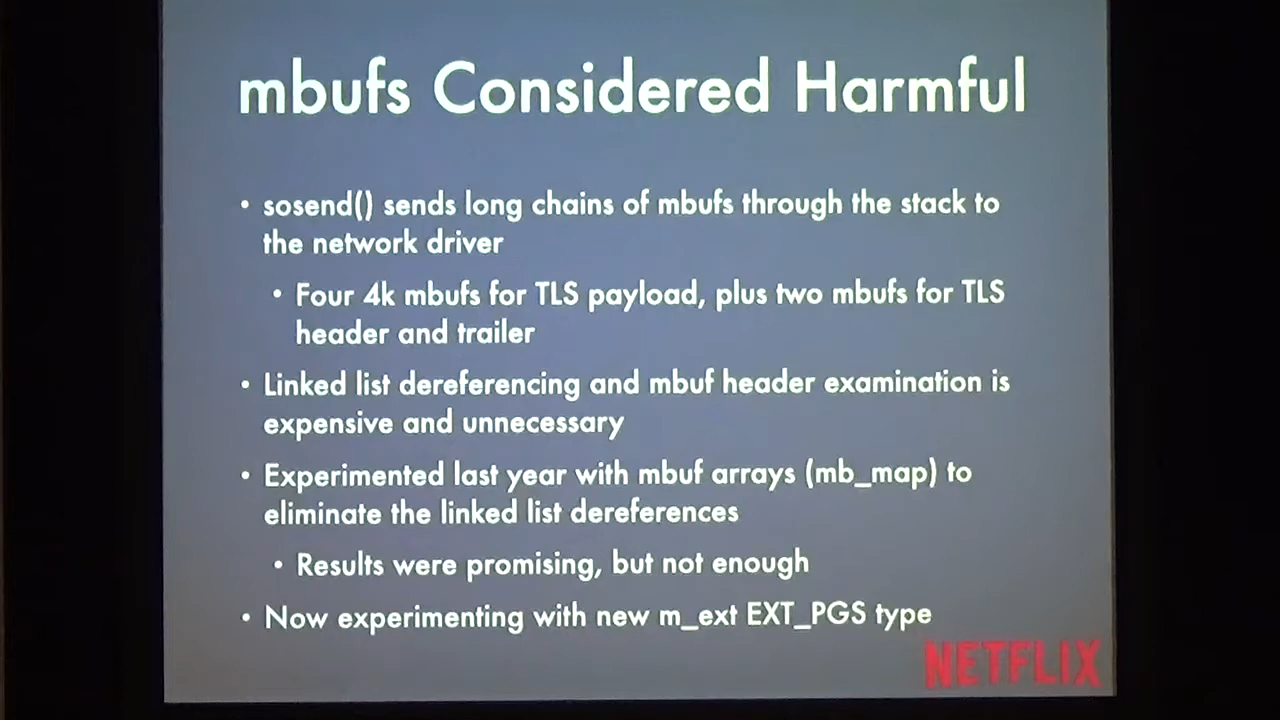 mbufs Considered Harmful
• sosend() sends long chains of mbufs through the stack to
the network driver
• Four 4k mbufs for TLS payload, plus two mbufs for TLS
header and trailer
• Linked list dereferencing and mbuf header examination is
expensive and unnecessary
• Experimented last year with mbuf arrays (mb_map) to
eliminate the linked list dereferences
• Results were promising, but not enough
• Now experimenting with new m_ext EXT_PGS type
NETFLIX